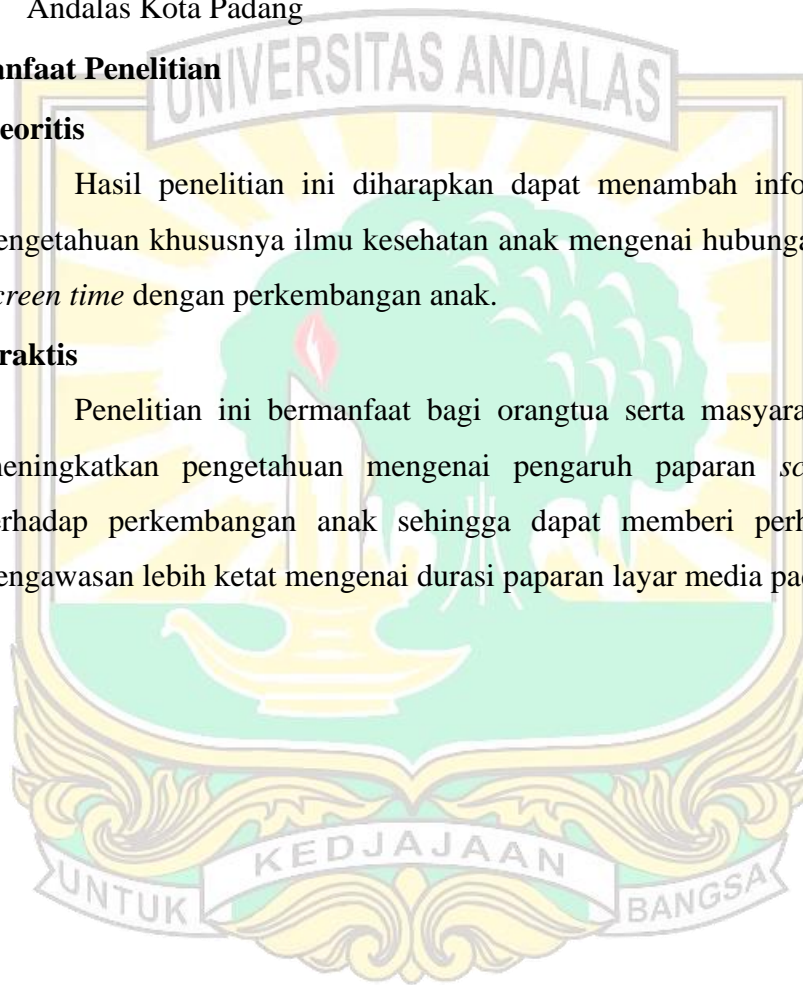 Andalas Kota Padang
anfaat Penelitian
UNIVERSITAS ANDALAS
eoritis
Hasil penelitian ini diharapkan dapat menambah info
engetahuan khususnya ilmu kesehatan anak mengenai hubunga
creen time dengan perkembangan anak.
raktis
Penelitian ini bermanfaat bagi orangtua serta masyara
meningkatkan pengetahuan mengenai pengaruh paparan sc
erhadap perkembangan anak sehingga dapat memberi perh
engawasan lebih ketat mengenai durasi paparan layar media pa
UNTUK KEDJAJAAN BANGSA